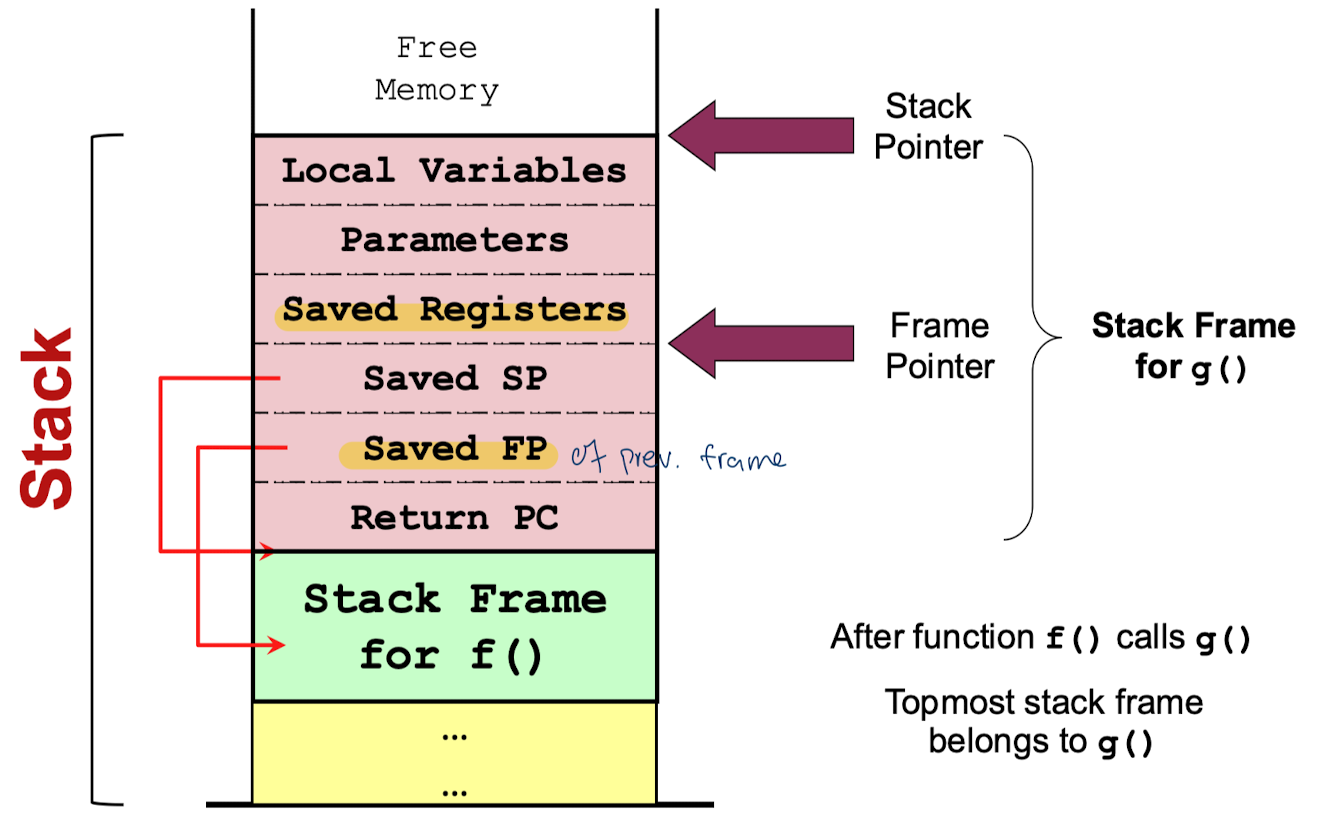 Free
Memory
Stack
Pointer
Local Variables
Parameters
Saved Registers
Frame
Pointer
Stack Frame
for g()
Saved SP
Saved FP of prev. frame
Return PC
Stack
Stack Frame
for f()
After function f() calls g()
Topmost stack frame
belongs to g()
...
...